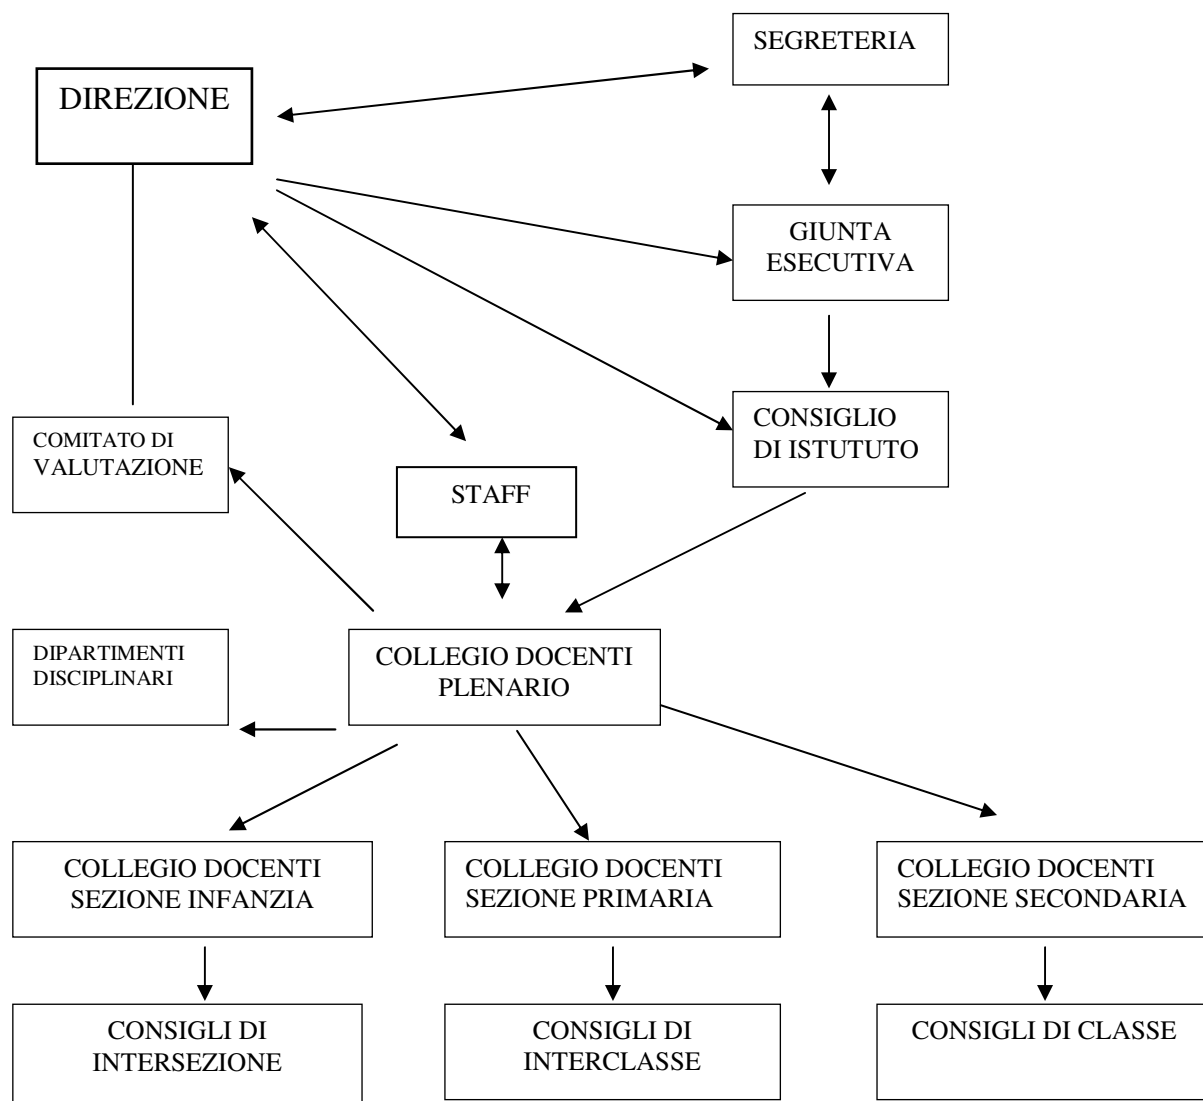 SEGRETERIA
DIREZIONE
GIUNTA
ESECUTIVA
CONSIGLIO
DI ISTUTUTO
COMITATO DI
VALUTAZIONE
STAFF
DIPARTIMENTI
DISCIPLINARI
COLLEGIO DOCENTI
PLENARIO
COLLEGIO DOCENTI
SEZIONE INFANZIA
COLLEGIO DOCENTI
SEZIONE PRIMARIA
COLLEGIO DOCENTI
SEZIONE SECONDARIA
CONSIGLI DI
INTERSEZIONE
CONSIGLI DI
INTERCLASSE
CONSIGLI DI CLASSE